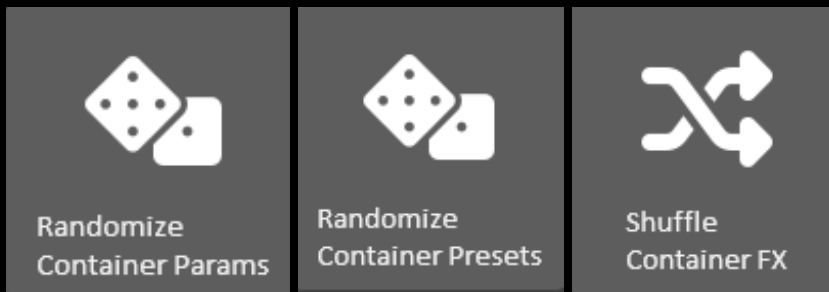 Randomize
Container Params
Randomize
Container Presets
Shuffle
Container FX